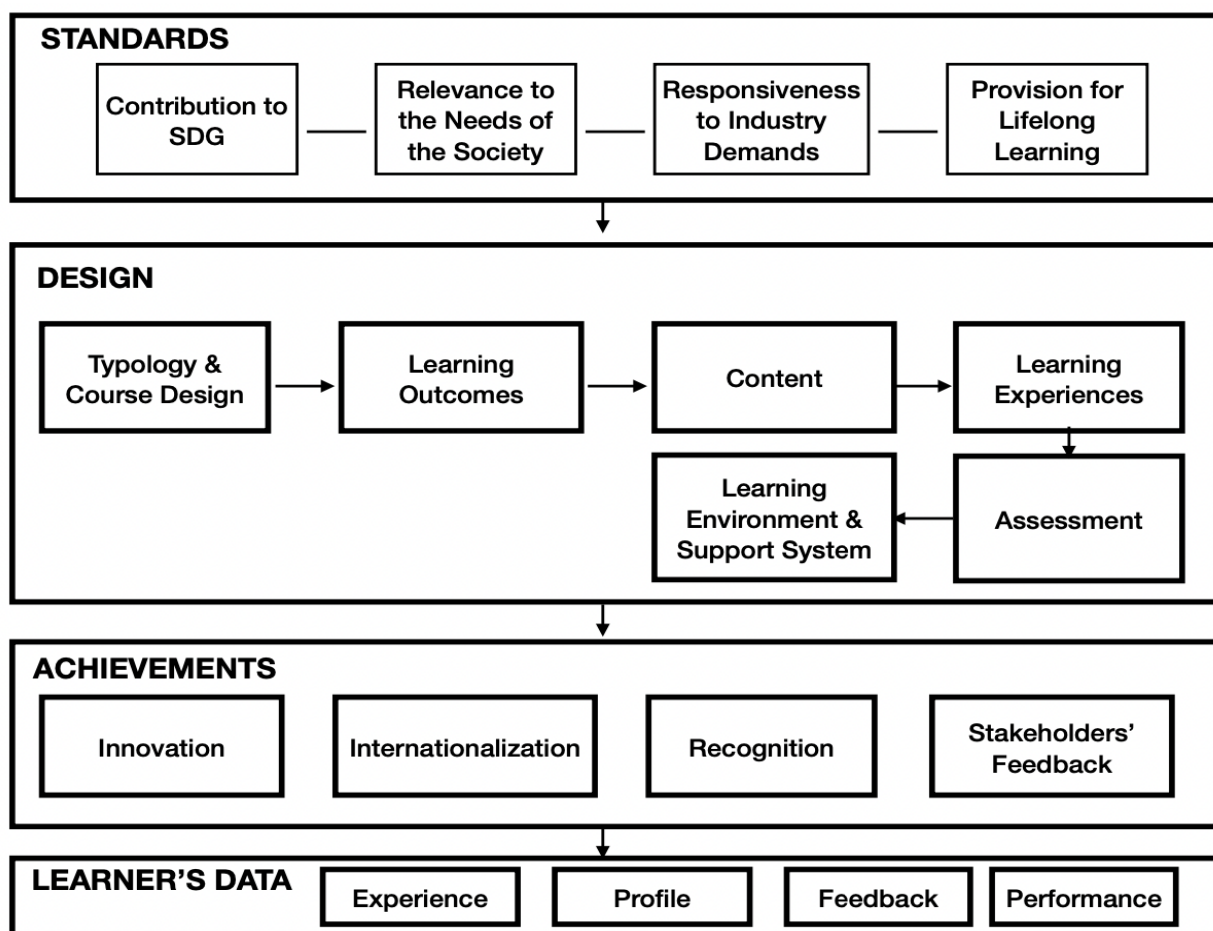 STANDARDS
Contribution to
SDG
Relevance to
the Needs of
the Society
Responsiveness
to Industry
Demands
Provision for
Lifelong
Learning
DESIGN
Typology &
Course Design
Learning
Outcomes
Content
Learning
Experiences
Learning
Environment &
Support System
Assessment
ACHIEVEMENTS
Innovation
Internationalization
Recognition
Stakeholders’
Feedback
LEARNER’S DATA
Experience
Profile
Feedback
Performance